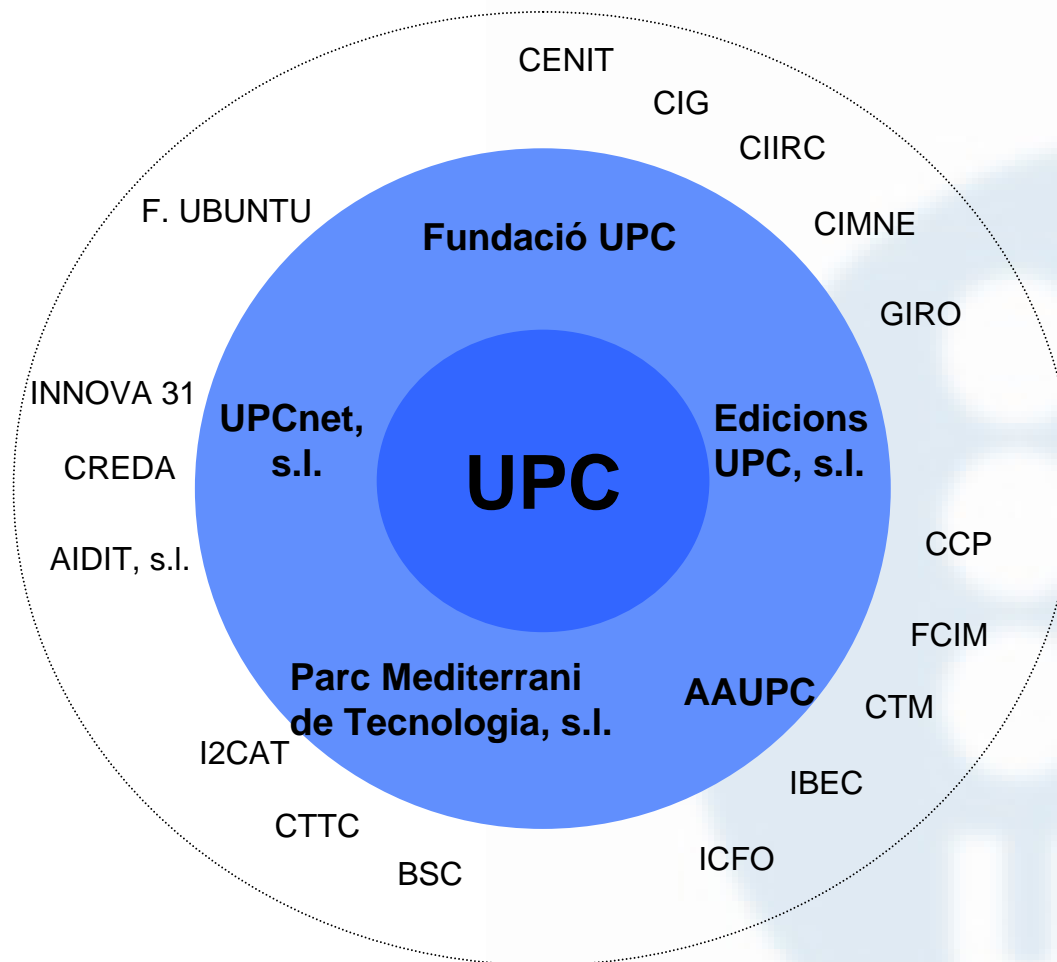 CENIT
CIG
CIIRC
F. UBUNTU
CIMNE
Fundació UPC
GIRO
INNOVA 31
UPCnet,
s.l.
Edicions
UPC, s.l.
CREDA
UPC
AIDIT, s.l.
CCP
FCIM
Parc Mediterrani
de Tecnologia, s.l.
AAUPC
CTM
I2CAT
IBEC
CTTC
ICFO
BSC